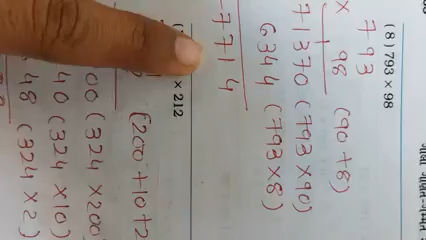 (8) 793 × 98
793
× 98 (90 + 8)
71370 (793 × 90)
6344 (793 × 8)
7714
× 212
(200 + 10 + 2
00 (324 × 200
40 (324 × 10)
48 (324 × 2)